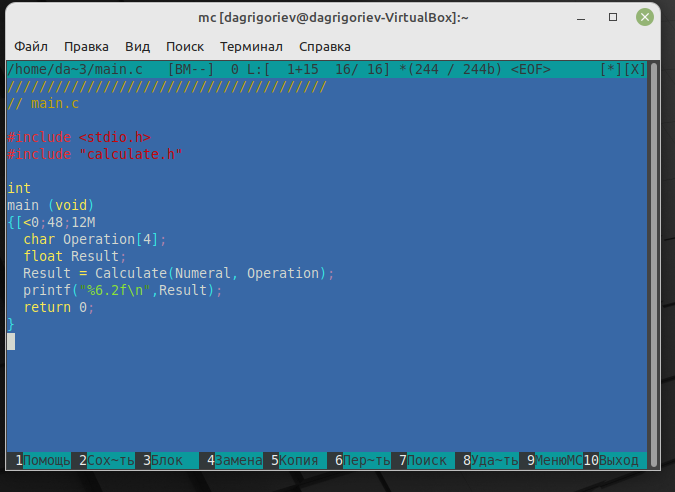 mc [dagrigoriev@dagrigoriev-VirtualBox]:~
Файл Правка Вид Поиск Терминал Справка
/home/da~3/main.c [BM--] 0 L:[ 1+15 16/ 16] *(244 / 244b) <EOF> [*][X]
////////////////////////////////////////
// main.c
#include <stdio.h>
#include "calculate.h"
int
main (void)
{[<0;48;12M
char Operation[4];
float Result;
Result = Calculate(Numeral, Operation);
printf("%6.2f\n",Result);
return 0;
}
1Помощь 2Сох~ть 3Блок 4Замена 5Копия 6Пер~ть 7Поиск 8Уда~ть 9МенюMC 10Выход